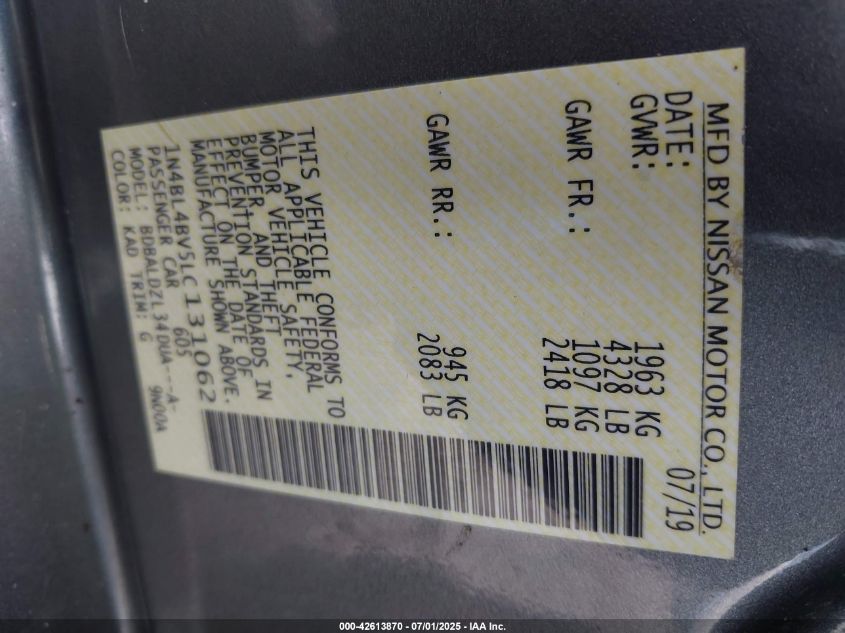 MFD BY NISSAN MOTOR CO., LTD.
DATE: 07/19
GVWR: 1963 KG
4328 LB
GAWR FR.: 1097 KG
2418 LB
GAWR RR.: 945 KG
2083 LB
THIS VEHICLE CONFORMS TO
ALL APPLICABLE FEDERAL
MOTOR VEHICLE SAFETY,
BUMPER AND THEFT
PREVENTION STANDARDS IN
EFFECT ON THE DATE OF
MANUFACTURE SHOWN ABOVE.
1N4BL4BV5LC131062
PASSENGER CAR 605
MODEL: BDBALDZL34DUA---A-
COLOR: KAD TRIM: G 9N00A
000-42613870 - 07/01/2025 - IAA Inc.